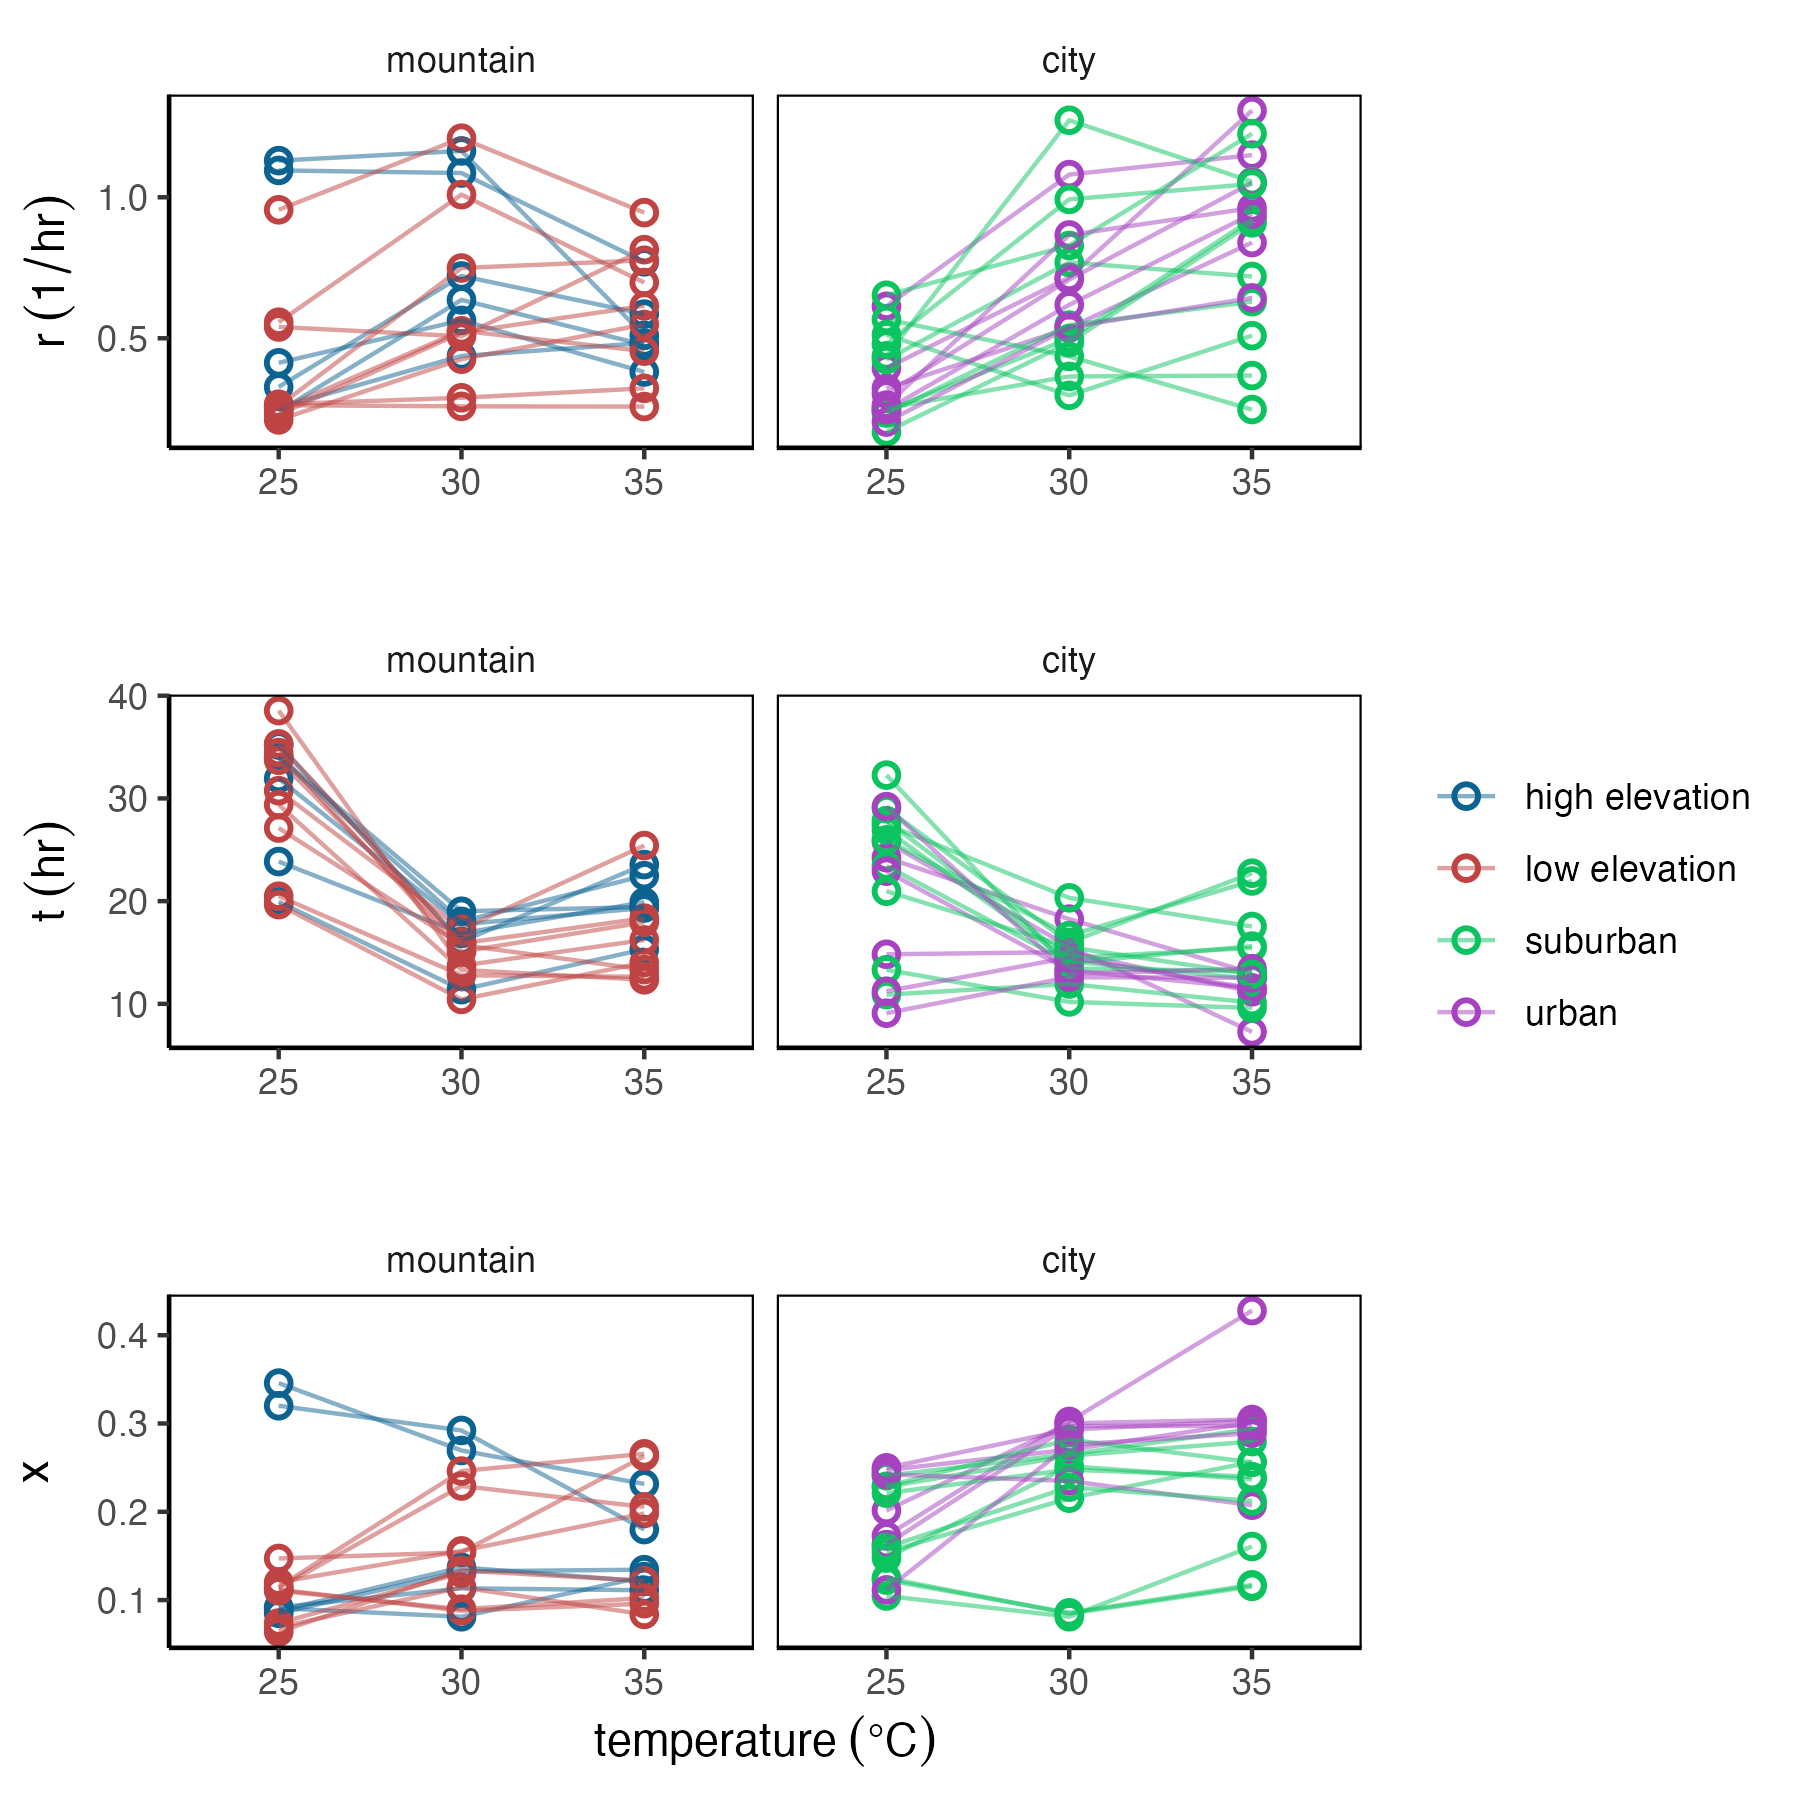 mountain city
r (1/hr)
1.0
0.5
25 30 35 25 30 35
mountain city
t (hr)
40
30
20
10
25 30 35 25 30 35
high elevation
low elevation
suburban
urban
mountain city
x
0.4
0.3
0.2
0.1
25 30 35 25 30 35
temperature (°C)